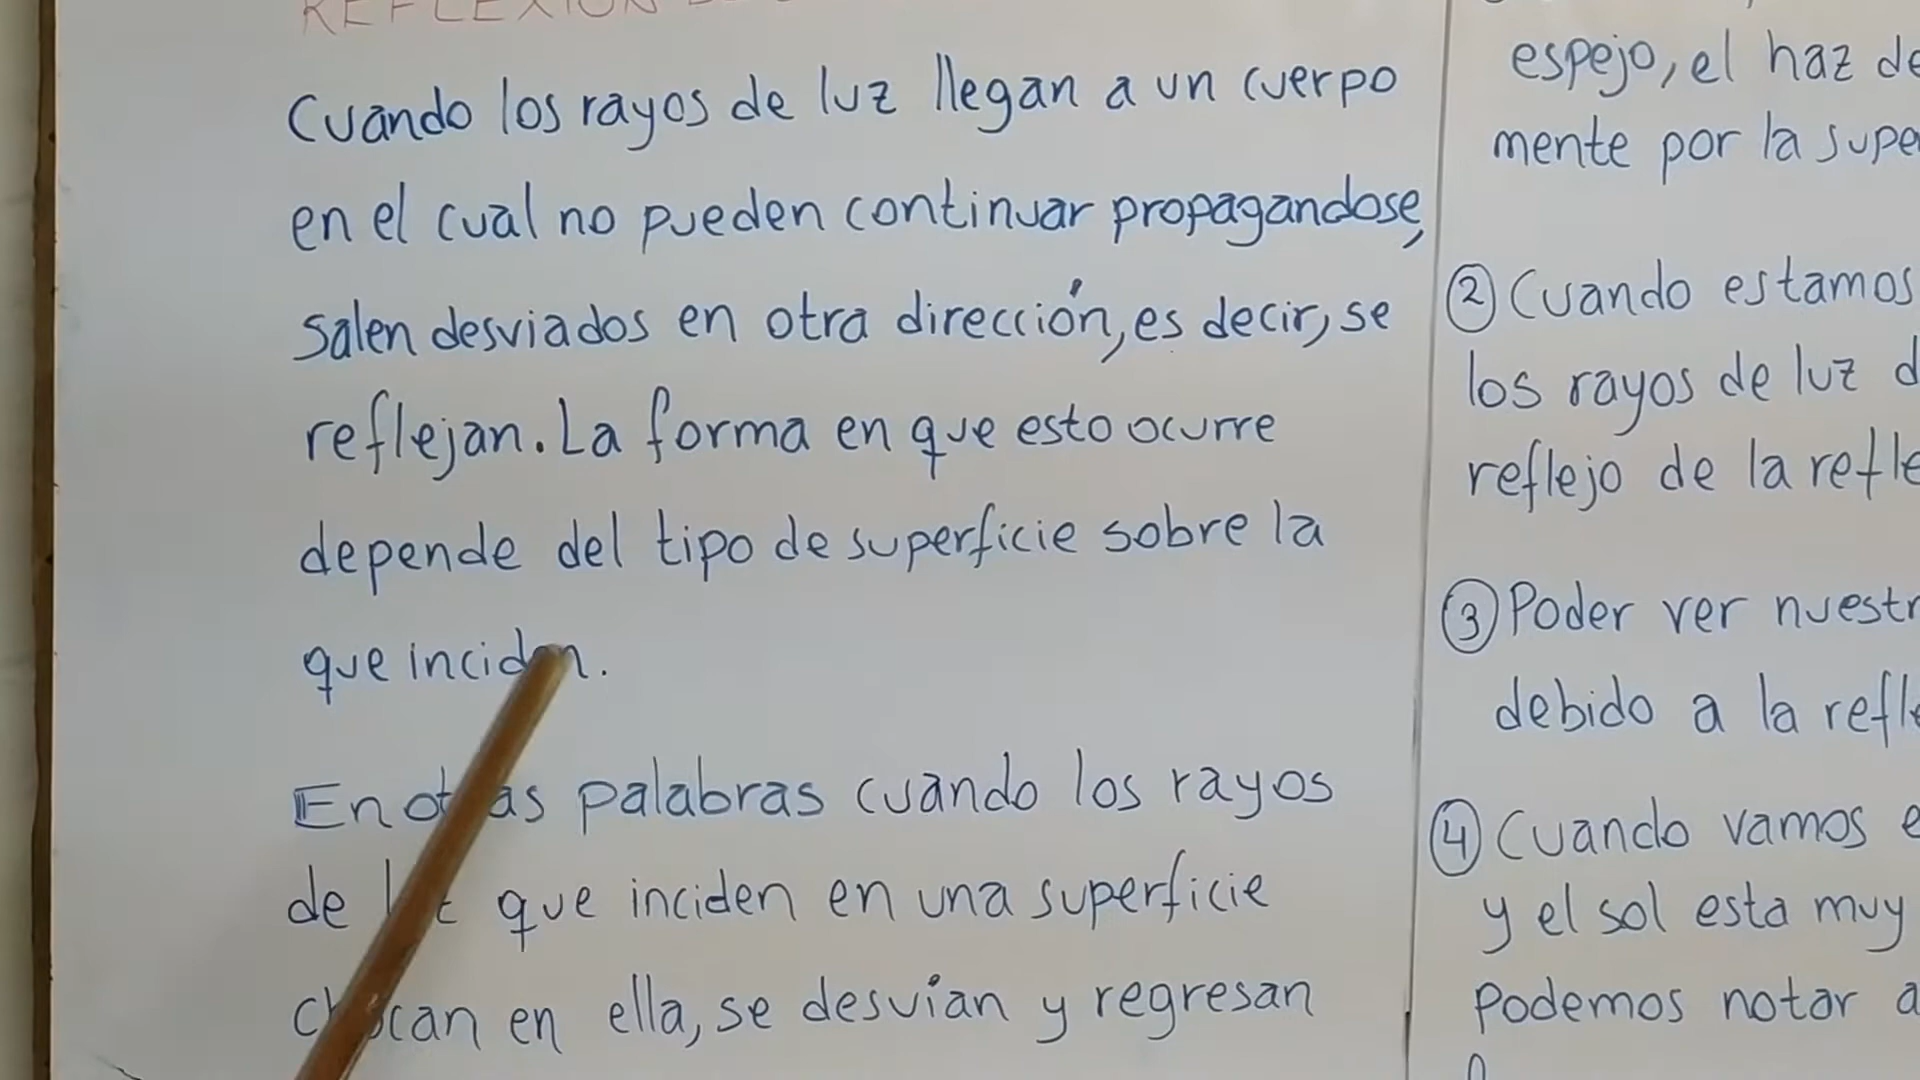 REFLEXION
Cuando los rayos de luz llegan a un cuerpo
en el cual no pueden continuar propagandose,
salen desviados en otra dirección, es decir, se
reflejan. La forma en que esto ocurre
depende del tipo de superficie sobre la
que inciden.
En otras palabras cuando los rayos
de luz que inciden en una superficie
chocan en ella, se desvian y regresan
espejo, el haz de
mente por la supe
② Cuando estamos
los rayos de luz d
reflejo de la refle
③ Poder ver nuestr
debido a la refle
④ Cuando vamos e
y el sol esta muy
Podemos notar a